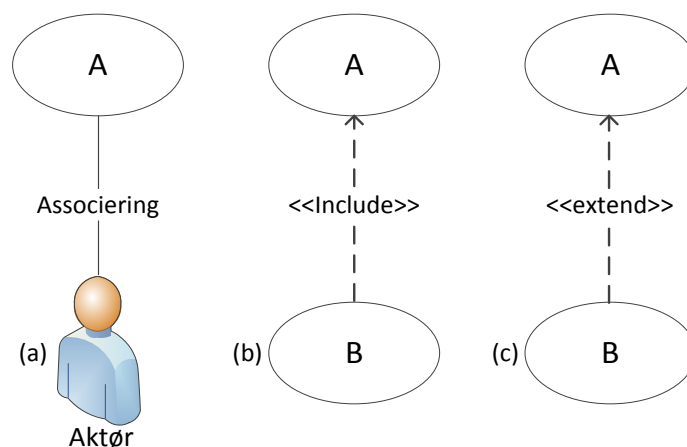 A
Associering
(a)
Aktør
A
<<Include>>
(b)
B
A
<<extend>>
(c)
B